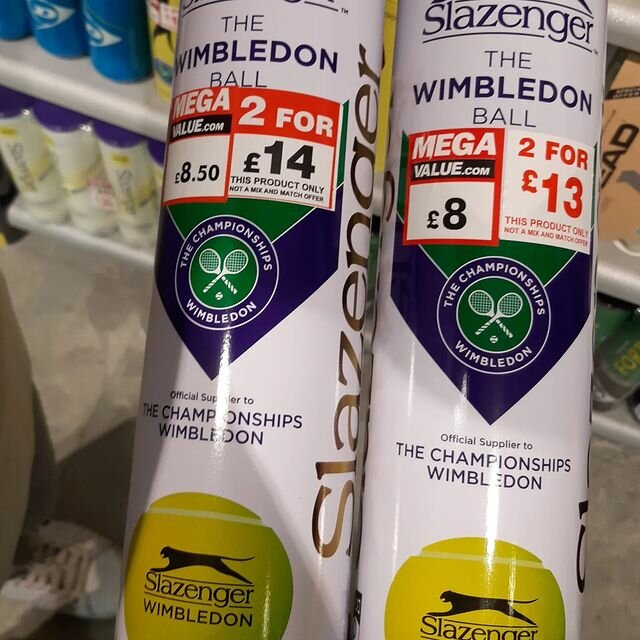 Slazenger
THE
WIMBLEDON
BALL
MEGA
VALUE.COM
£8.50
2 FOR
£14
THIS PRODUCT ONLY
NOT A MIX AND MATCH OFFER
THE CHAMPIONSHIPS
WIMBLEDON
Official Supplier to
THE CHAMPIONSHIPS
WIMBLEDON
Slazenger
WIMBLEDON
Slazenger
Slazenger
THE
WIMBLEDON
BALL
MEGA
VALUE.COM
£8
2 FOR
£13
THIS PRODUCT ONLY
NOT A MIX AND MATCH OFFER
THE CHAMPIONSHIPS
WIMBLEDON
Official Supplier to
THE CHAMPIONSHIPS
WIMBLEDON
Slazenger